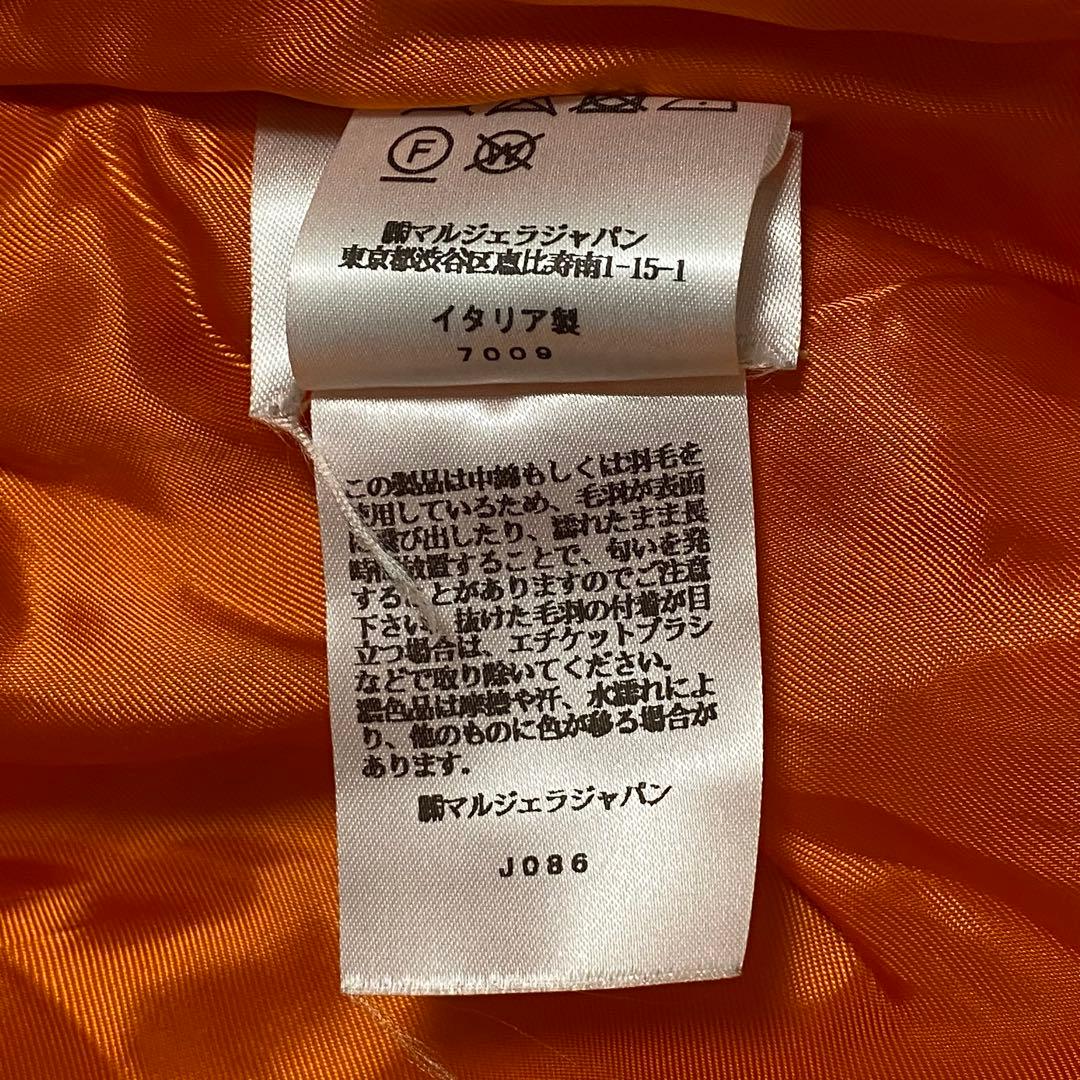 F
W
㈱マルジェラジャパン
東京都渋谷区恵比寿南1-15-1
イタリア製
7009
この製品は中綿もしくは羽毛を
使用しているため、毛羽が表面
に飛び出したり、濡れたまま長
時間放置することで、匂いを発
することがありますのでご注意
下さい。抜けた毛羽の付着が目
立つ場合は、エチケットブラシ
などで取り除いてください。
濃色品は摩擦や汗、水濡れによ
り、他のものに色が移る場合が
あります。
㈱マルジェラジャパン
J086